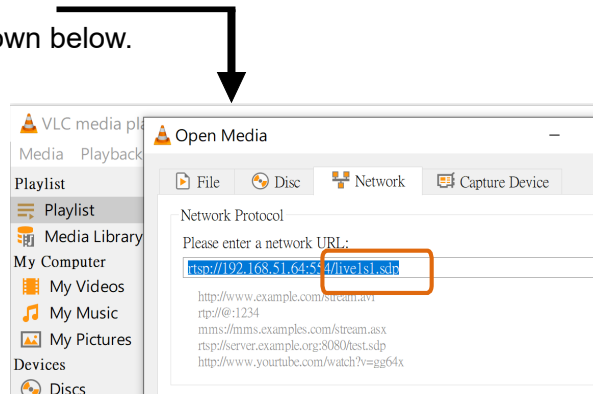 own below.
VLC media pla
Open Media
Media Playback
File Disc Network Capture Device
Playlist
Playlist
Media Library
My Computer
My Videos
My Music
My Pictures
Devices
Discs
Network Protocol
Please enter a network URL:
rtsp://192.168.51.64:554/live1s1.sdp
http://www.example.com/stream.avi
rtp://@:1234
mms://mms.examples.com/stream.asx
rtsp://server.example.org:8080/test.sdp
http://www.yourtube.com/watch?v=gg64x